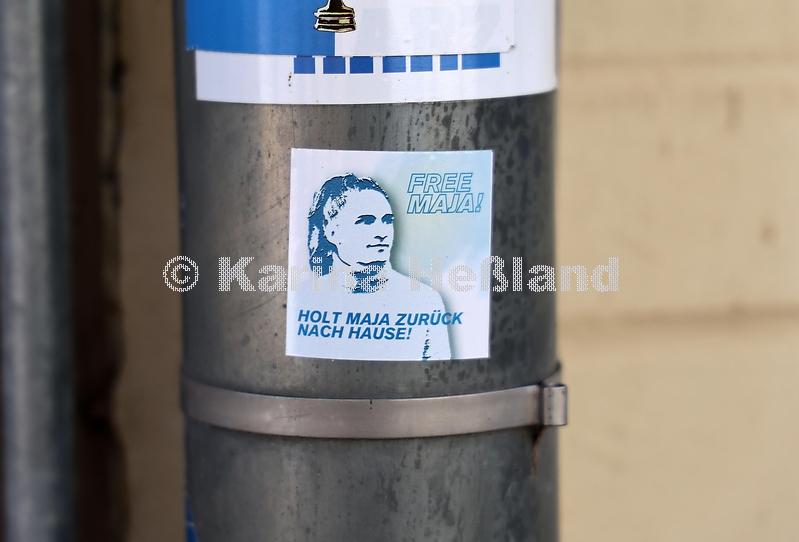 FREE
MAJA!
© Karina Heßland
HOLT MAJA ZURÜCK
NACH HAUSE!